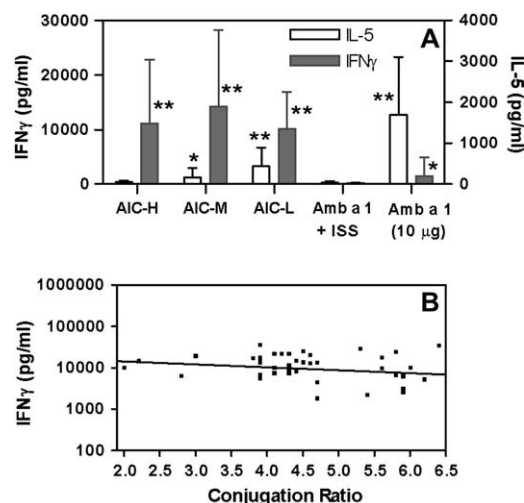 A
IL-5
IFNγ
30000
20000
10000
0
IFNγ (pg/ml)
4000
3000
2000
1000
0
IL-5 (pg/ml)
**
*
**
**
**
**
*
AIC-H AIC-M AIC-L Amb a 1 Amb a 1
+ ISS (10 μg)
B
1000000
100000
10000
1000
100
IFNγ (pg/ml)
2.0 2.5 3.0 3.5 4.0 4.5 5.0 5.5 6.0 6.5
Conjugation Ratio